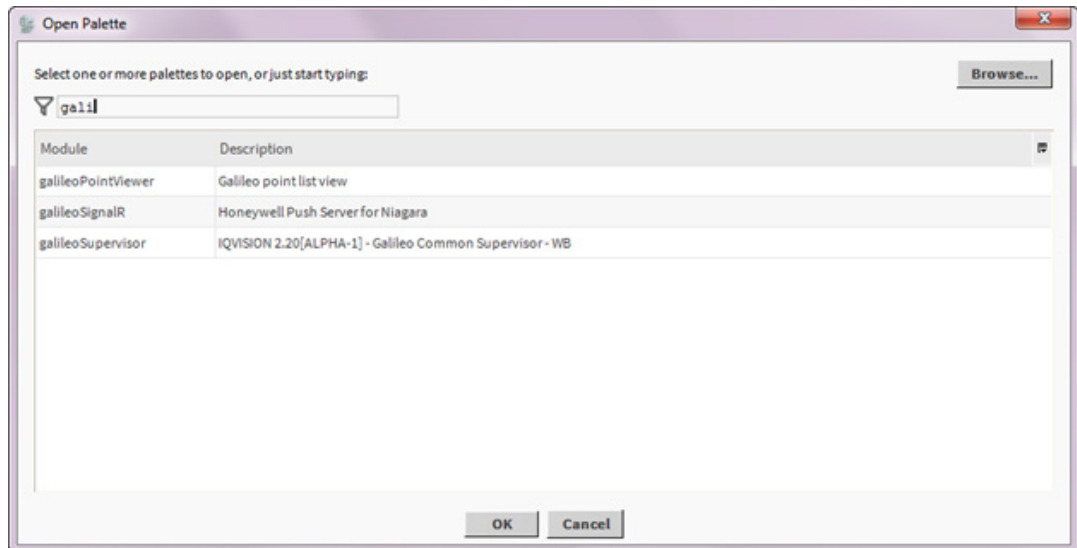 Open Palette
Select one or more palettes to open, or just start typing:
Browse...
gali
Module Description
galileoPointViewer Galileo point list view
galileoSignalR Honeywell Push Server for Niagara
galileoSupervisor IQVISION 2.20[ALPHA-1] - Galileo Common Supervisor - WB
OK Cancel